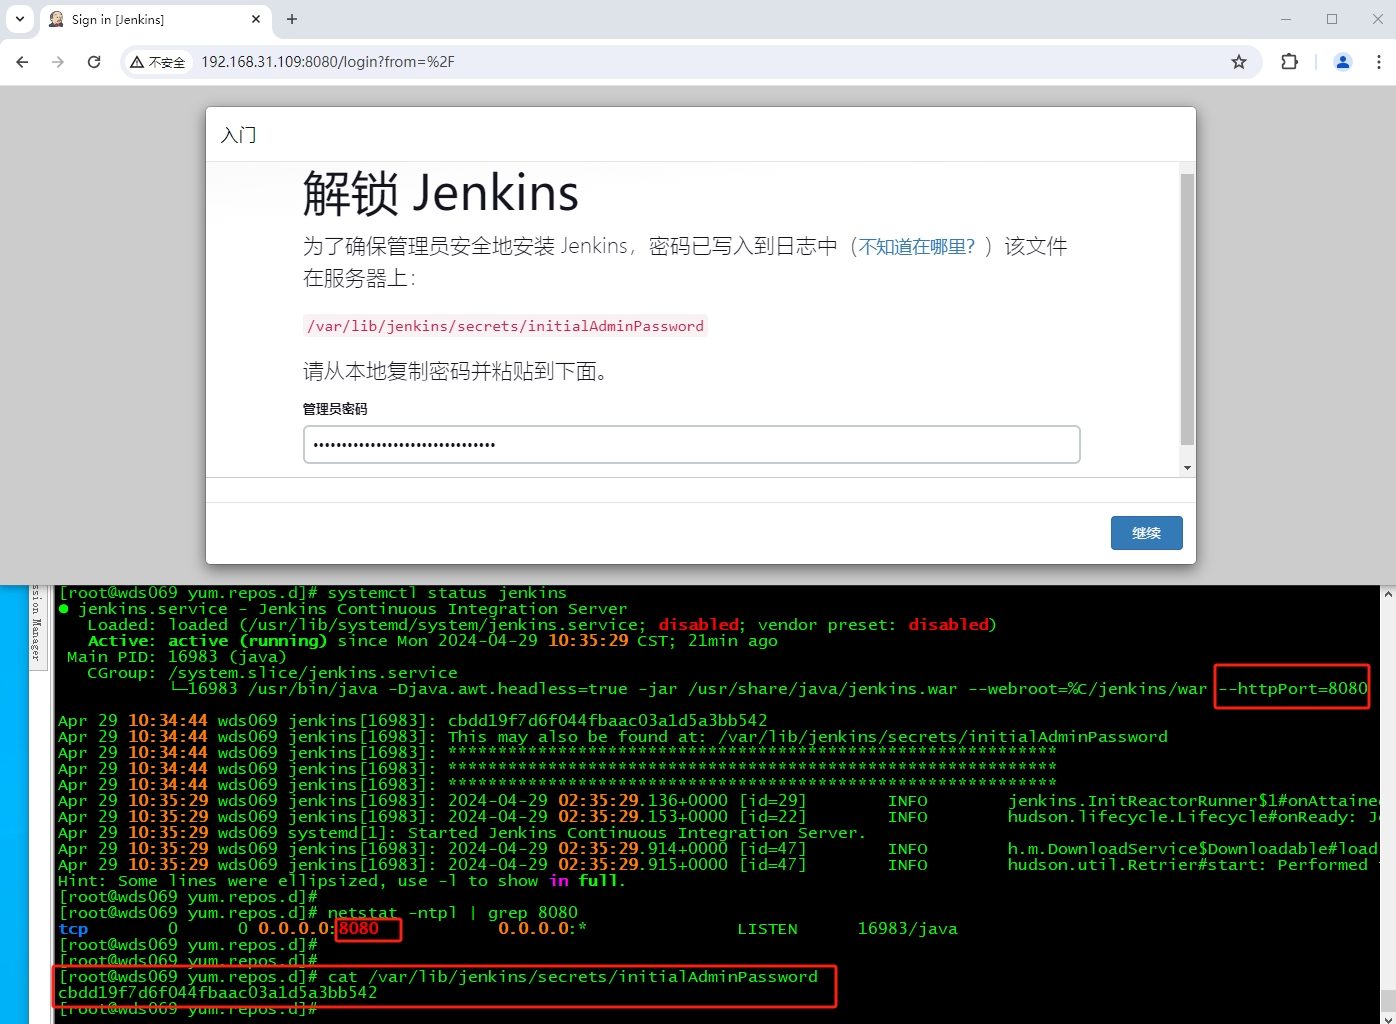 Sign in [Jenkins]
不安全
192.168.31.109:8080/login?from=%2F
入门
解锁 Jenkins
为了确保管理员安全地安装 Jenkins，密码已写入到日志中（不知道在哪里？）该文件
在服务器上：
/var/lib/jenkins/secrets/initialAdminPassword
请从本地复制密码并粘贴到下面。
管理员密码
••••••••••••••••••••••••••••••••
继续
ssion Manager
[root@wds069 yum.repos.d]# systemctl status jenkins
● jenkins.service - Jenkins Continuous Integration Server
Loaded: loaded (/usr/lib/systemd/system/jenkins.service; disabled; vendor preset: disabled)
Active: active (running) since Mon 2024-04-29 10:35:29 CST; 21min ago
Main PID: 16983 (java)
CGroup: /system.slice/jenkins.service
└─16983 /usr/bin/java -Djava.awt.headless=true -jar /usr/share/java/jenkins.war --webroot=%C/jenkins/war --httpPort=8080
Apr 29 10:34:44 wds069 jenkins[16983]: cbdd19f7d6f044fbaac03a1d5a3bb542
Apr 29 10:34:44 wds069 jenkins[16983]: This may also be found at: /var/lib/jenkins/secrets/initialAdminPassword
Apr 29 10:34:44 wds069 jenkins[16983]: *************************************************************
Apr 29 10:34:44 wds069 jenkins[16983]: *************************************************************
Apr 29 10:34:44 wds069 jenkins[16983]: *************************************************************
Apr 29 10:35:29 wds069 jenkins[16983]: 2024-04-29 02:35:29.136+0000 [id=29] INFO jenkins.InitReactorRunner$1#onAttaine
Apr 29 10:35:29 wds069 jenkins[16983]: 2024-04-29 02:35:29.153+0000 [id=22] INFO hudson.lifecycle.Lifecycle#onReady: J
Apr 29 10:35:29 wds069 systemd[1]: Started Jenkins Continuous Integration Server.
Apr 29 10:35:29 wds069 jenkins[16983]: 2024-04-29 02:35:29.914+0000 [id=47] INFO h.m.DownloadService$Downloadable#load
Apr 29 10:35:29 wds069 jenkins[16983]: 2024-04-29 02:35:29.915+0000 [id=47] INFO hudson.util.Retrier#start: Performed
Hint: Some lines were ellipsized, use -l to show in full.
[root@wds069 yum.repos.d]#
[root@wds069 yum.repos.d]# netstat -ntpl | grep 8080
tcp 0 0 0.0.0.0:8080 0.0.0.0:* LISTEN 16983/java
[root@wds069 yum.repos.d]#
[root@wds069 yum.repos.d]#
[root@wds069 yum.repos.d]# cat /var/lib/jenkins/secrets/initialAdminPassword
cbdd19f7d6f044fbaac03a1d5a3bb542
[root@wds069 yum.repos.d]#